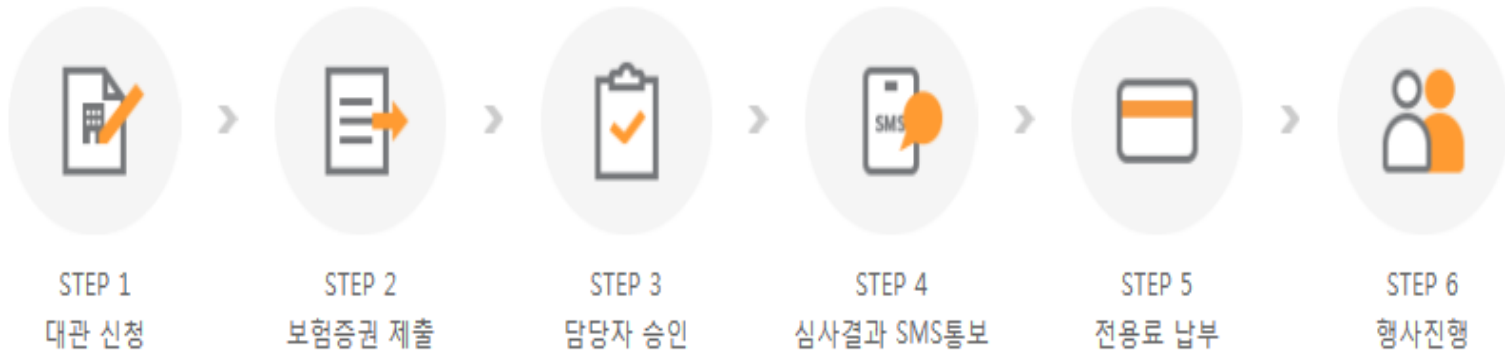 SMS
STEP 1
대관 신청
STEP 2
보험증권 제출
STEP 3
담당자 승인
STEP 4
심사결과 SMS통보
STEP 5
전용료 납부
STEP 6
행사진행